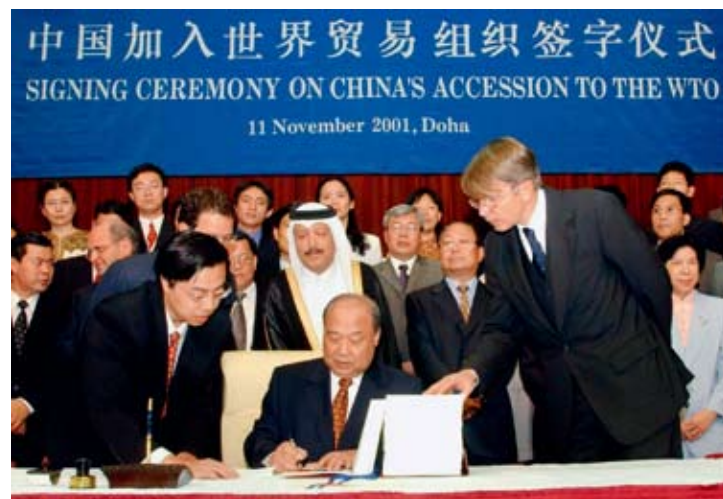 中国加入世界贸易组织签字仪式
SIGNING CEREMONY ON CHINA'S ACCESSION TO THE WTO
11 November 2001, Doha